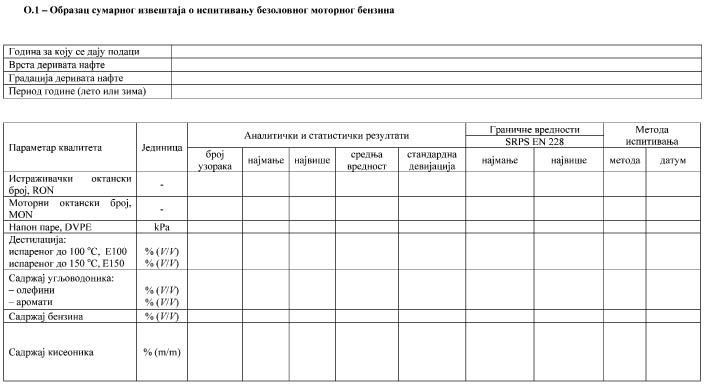 О.1 – Образац сумарног извештаја о испитивању безоловног моторног бензина
Година за коју се дају подаци
Врста деривата нафте
Градација деривата нафте
Период године (лето или зима)
Параметар квалитета
Јединица
Аналитички и статистички резултати
Граничне вредности
Метода
испитивања
SRPS EN 228
број
узорака
најмање
највише
средња
вредност
стандардна
девијација
најмање
највише
метода
датум
Истраживачки октански
број, RON
-
Моторни октански број,
MON
-
Напон паре, DVPE
kPa
Дестилација:
испареног до 100 °C, E100
% (V/V)
испареног до 150 °C, E150
% (V/V)
Садржај угљоводоника:
– олефини
% (V/V)
– аромати
% (V/V)
Садржај бензина
% (V/V)
Садржај кисеоника
% (m/m)